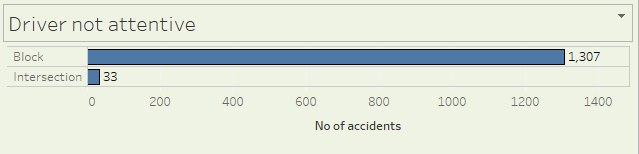 Driver not attentive
Block 1,307
Intersection 33
0 200 400 600 800 1000 1200 1400
No of accidents